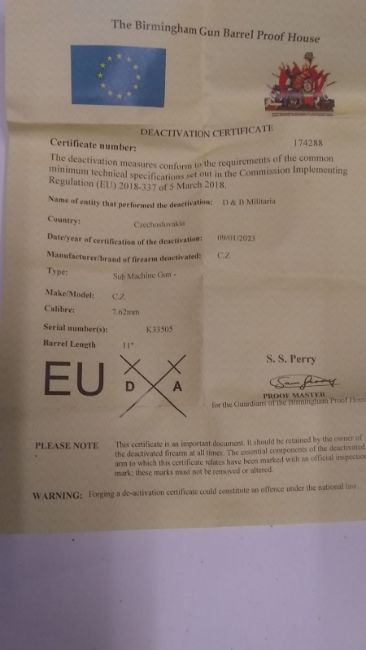 The Birmingham Gun Barrel Proof House
DEACTIVATION CERTIFICATE
Certificate number: 174288
The deactivation measures conform to the requirements of the common
minimum technical specifications set out in the Commission Implementing
Regulation (EU) 2018-337 of 5 March 2018.
Name of entity that performed the deactivation: D & B Militaria
Country: Czechoslovakia
Date/year of certification of the deactivation: 09/01/2023
Manufacturer/brand of firearm deactivated: C.Z.
Type: Sub Machine Gun -
Make/Model: C.Z.
Calibre: 7.62mm
Serial number(s): K33505
Barrel Length 11"
EU D A
S. S. Perry
PROOF MASTER
for the Guardians of the Birmingham Proof House
PLEASE NOTE This certificate is an important document. It should be retained by the owner of
the deactivated firearm at all times. The essential components of the deactivated
arm to which this certificate relates have been marked with an official inspection
mark; these marks must not be removed or altered.
WARNING: Forging a de-activation certificate could constitute an offence under the national law.